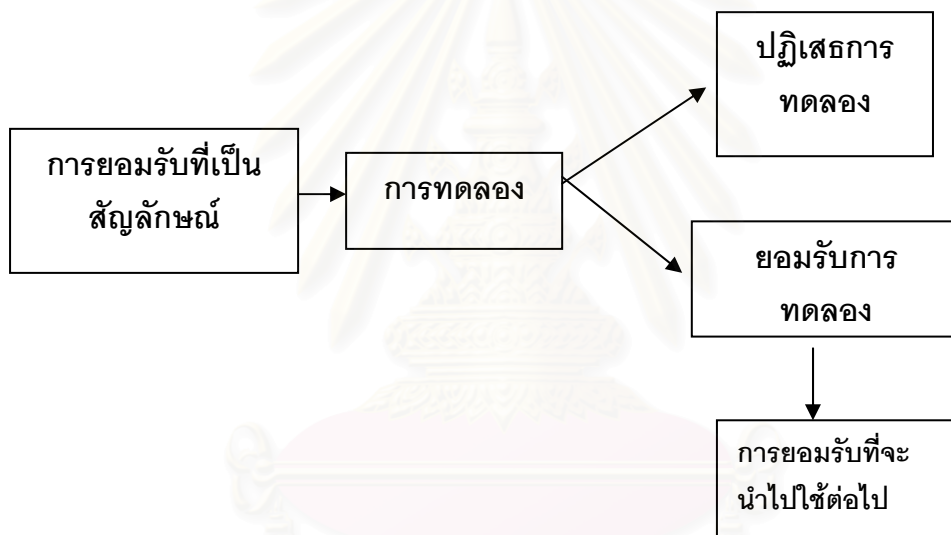 การยอมรับที่เป็น
สัญลักษณ์
การทดลอง
ปฏิเสธการ
ทดลอง
ยอมรับการ
ทดลอง
การยอมรับที่จะ
นำไปใช้ต่อไป